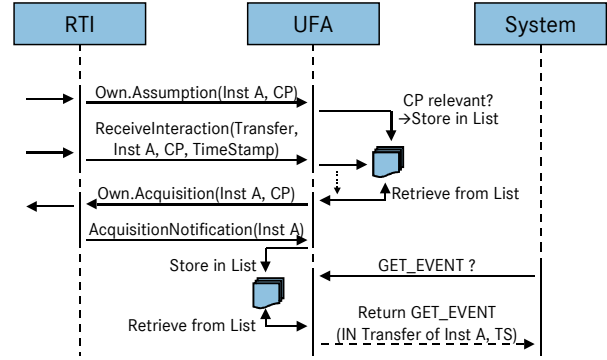 RTI
UFA
System
Own.Assumption(Inst A, CP)
CP relevant?
→Store in List
ReceiveInteraction(Transfer,
Inst A, CP, TimeStamp)
Own.Acquisition(Inst A, CP)
Retrieve from List
AcquisitionNotification(Inst A)
Store in List
GET_EVENT ?
Return GET_EVENT
(IN Transfer of Inst A, TS)
Retrieve from List